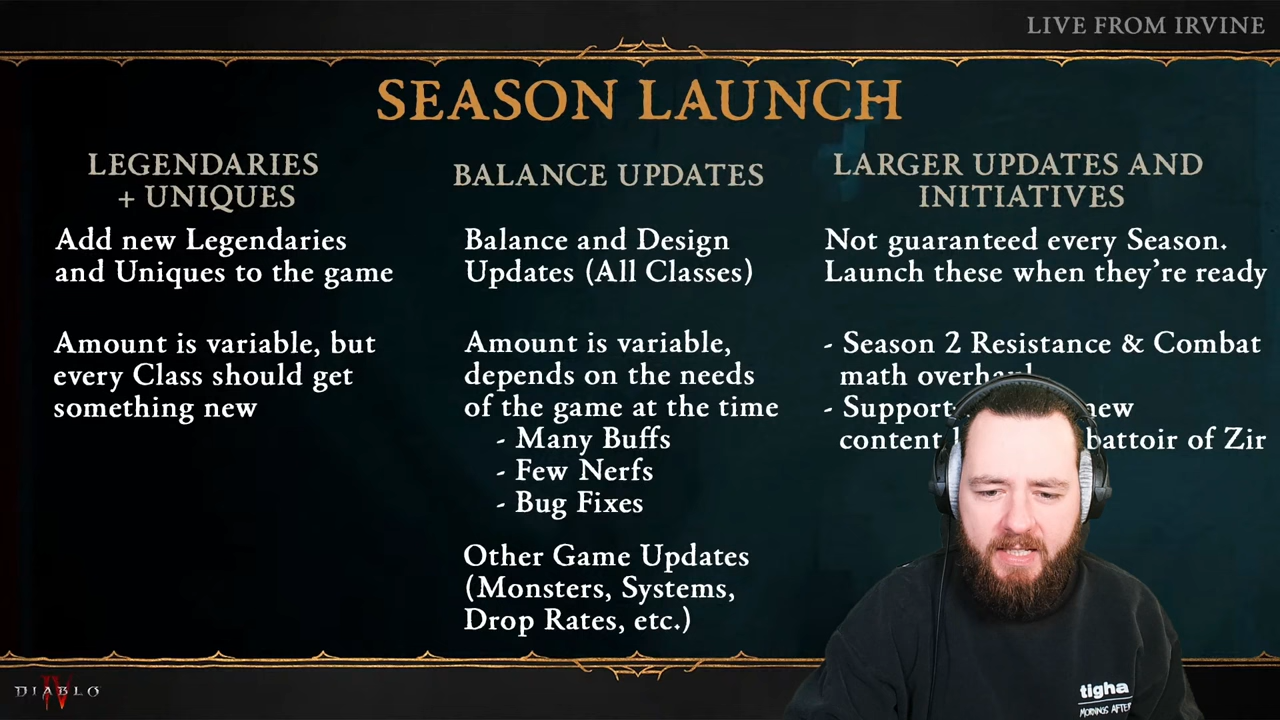 LIVE FROM IRVINE
SEASON LAUNCH
LEGENDARIES
+ UNIQUES
Add new Legendaries
and Uniques to the game
Amount is variable, but
every Class should get
something new
BALANCE UPDATES
Balance and Design
Updates (All Classes)
Amount is variable,
depends on the needs
of the game at the time
- Many Buffs
- Few Nerfs
- Bug Fixes
Other Game Updates
(Monsters, Systems,
Drop Rates, etc.)
LARGER UPDATES AND
INITIATIVES
Not guaranteed every Season.
Launch these when they're ready
- Season 2 Resistance & Combat
math
- new
content of Zir
DIABLO
IV
tigha
MORNINGS AFTER